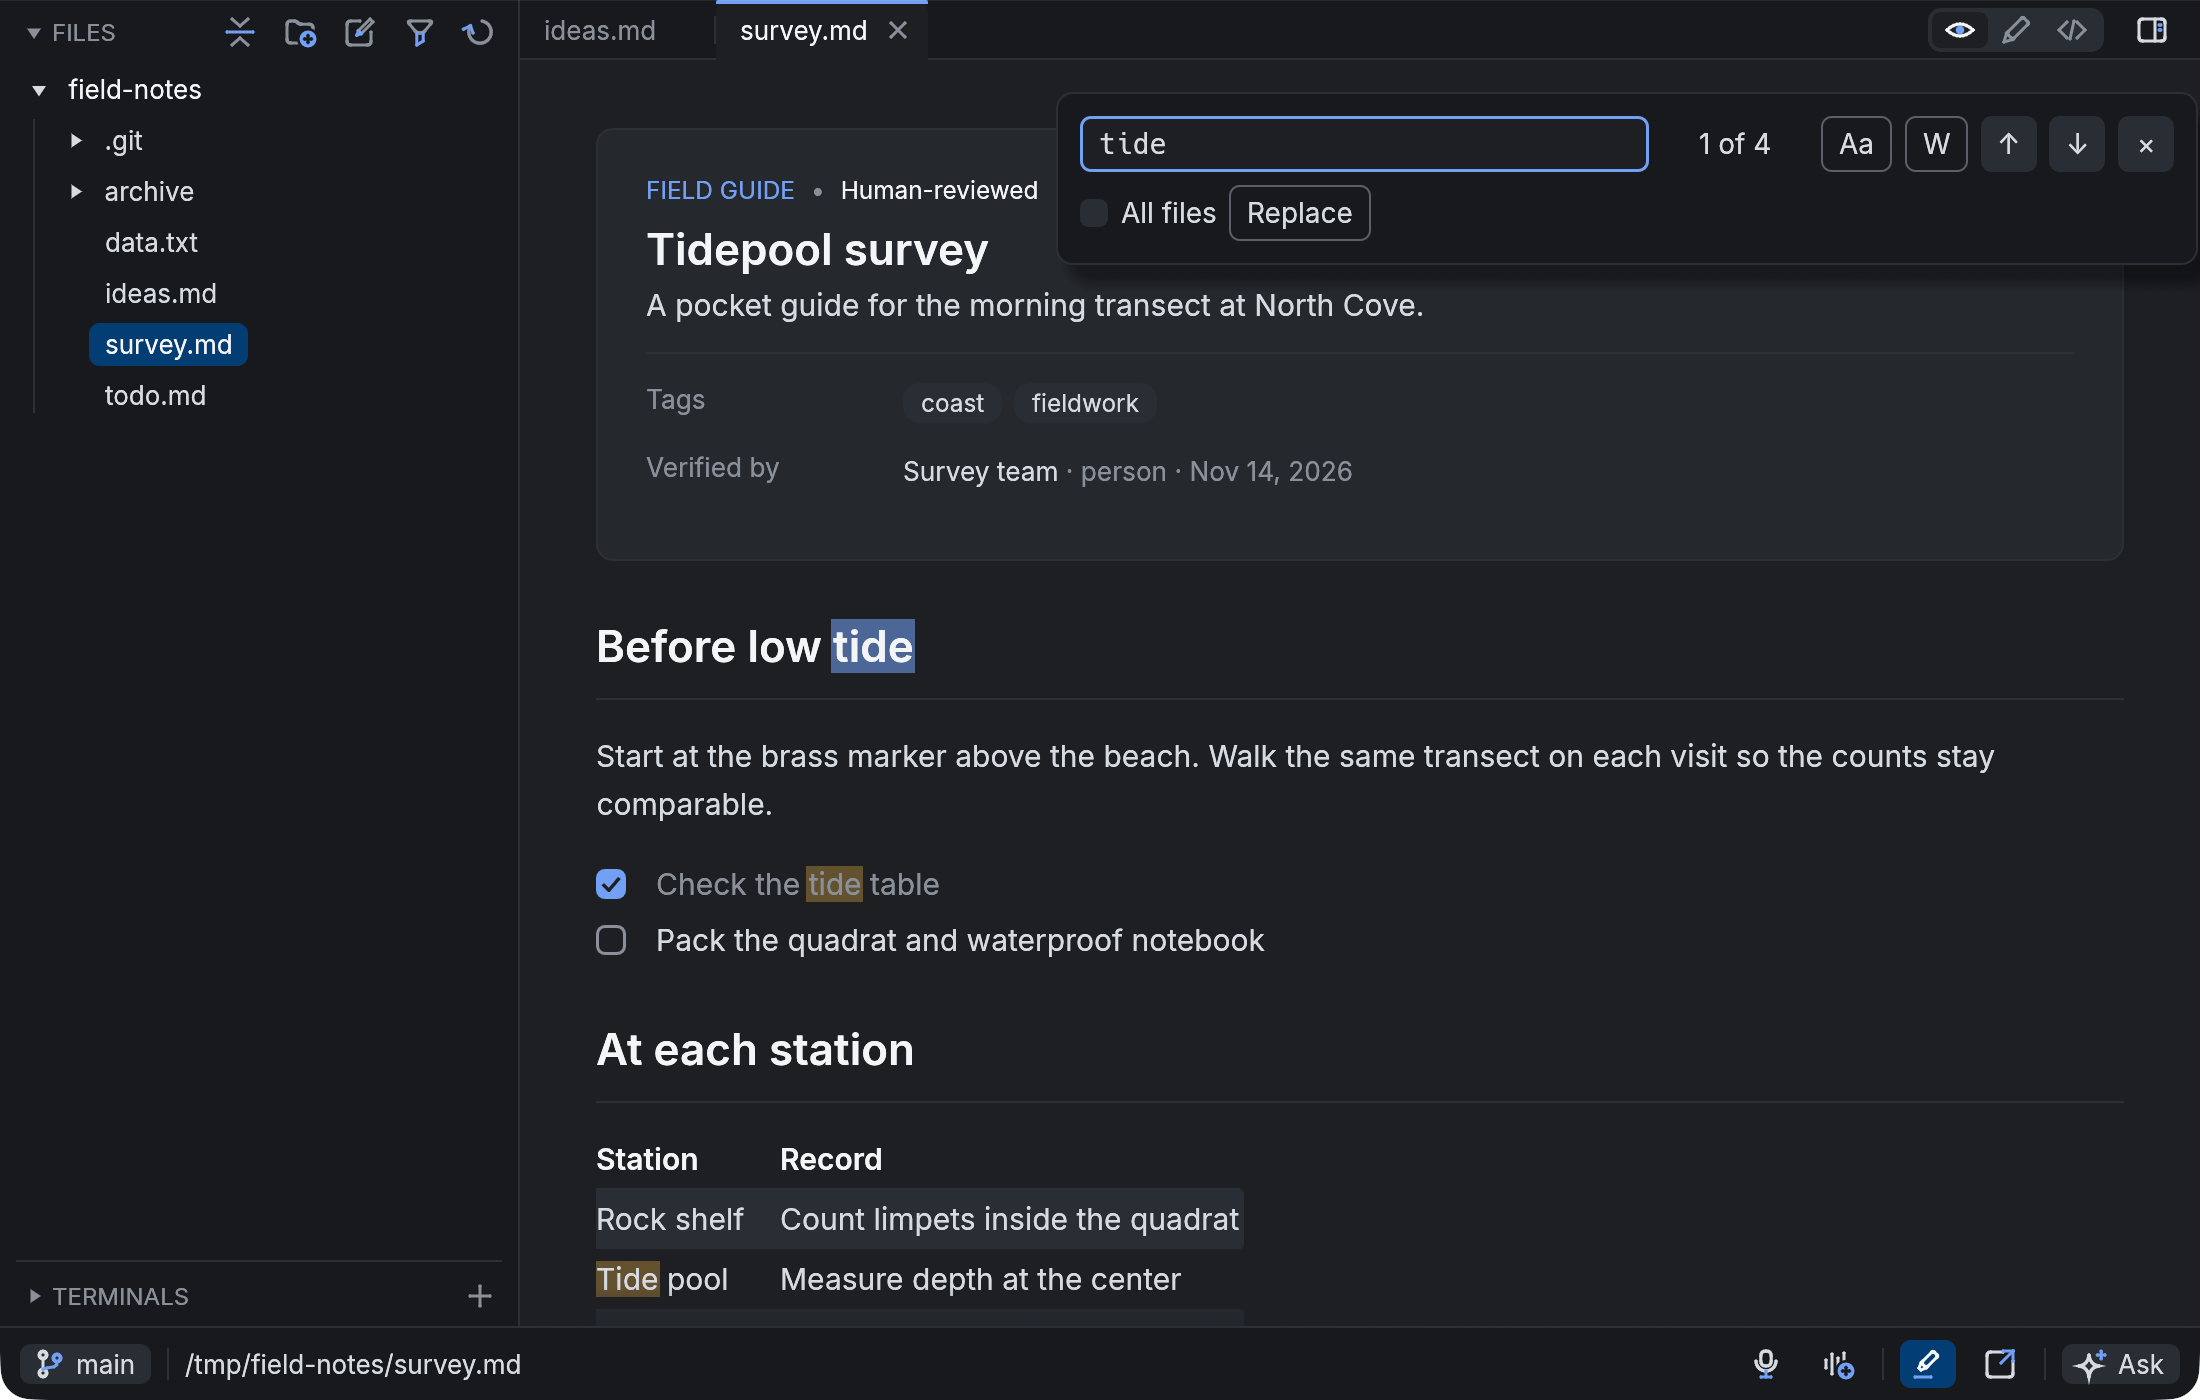 FILES
field-notes
.git
archive
data.txt
ideas.md
survey.md
todo.md
TERMINALS
ideas.md
survey.md
tide
1 of 4
Aa
W
All files
Replace
FIELD GUIDE • Human-reviewed
Tidepool survey
A pocket guide for the morning transect at North Cove.
Tags coast fieldwork
Verified by Survey team · person · Nov 14, 2026
Before low tide
Start at the brass marker above the beach. Walk the same transect on each visit so the counts stay
comparable.
Check the tide table
Pack the quadrat and waterproof notebook
At each station
Station Record
Rock shelf Count limpets inside the quadrat
Tide pool Measure depth at the center
main
/tmp/field-notes/survey.md
Ask